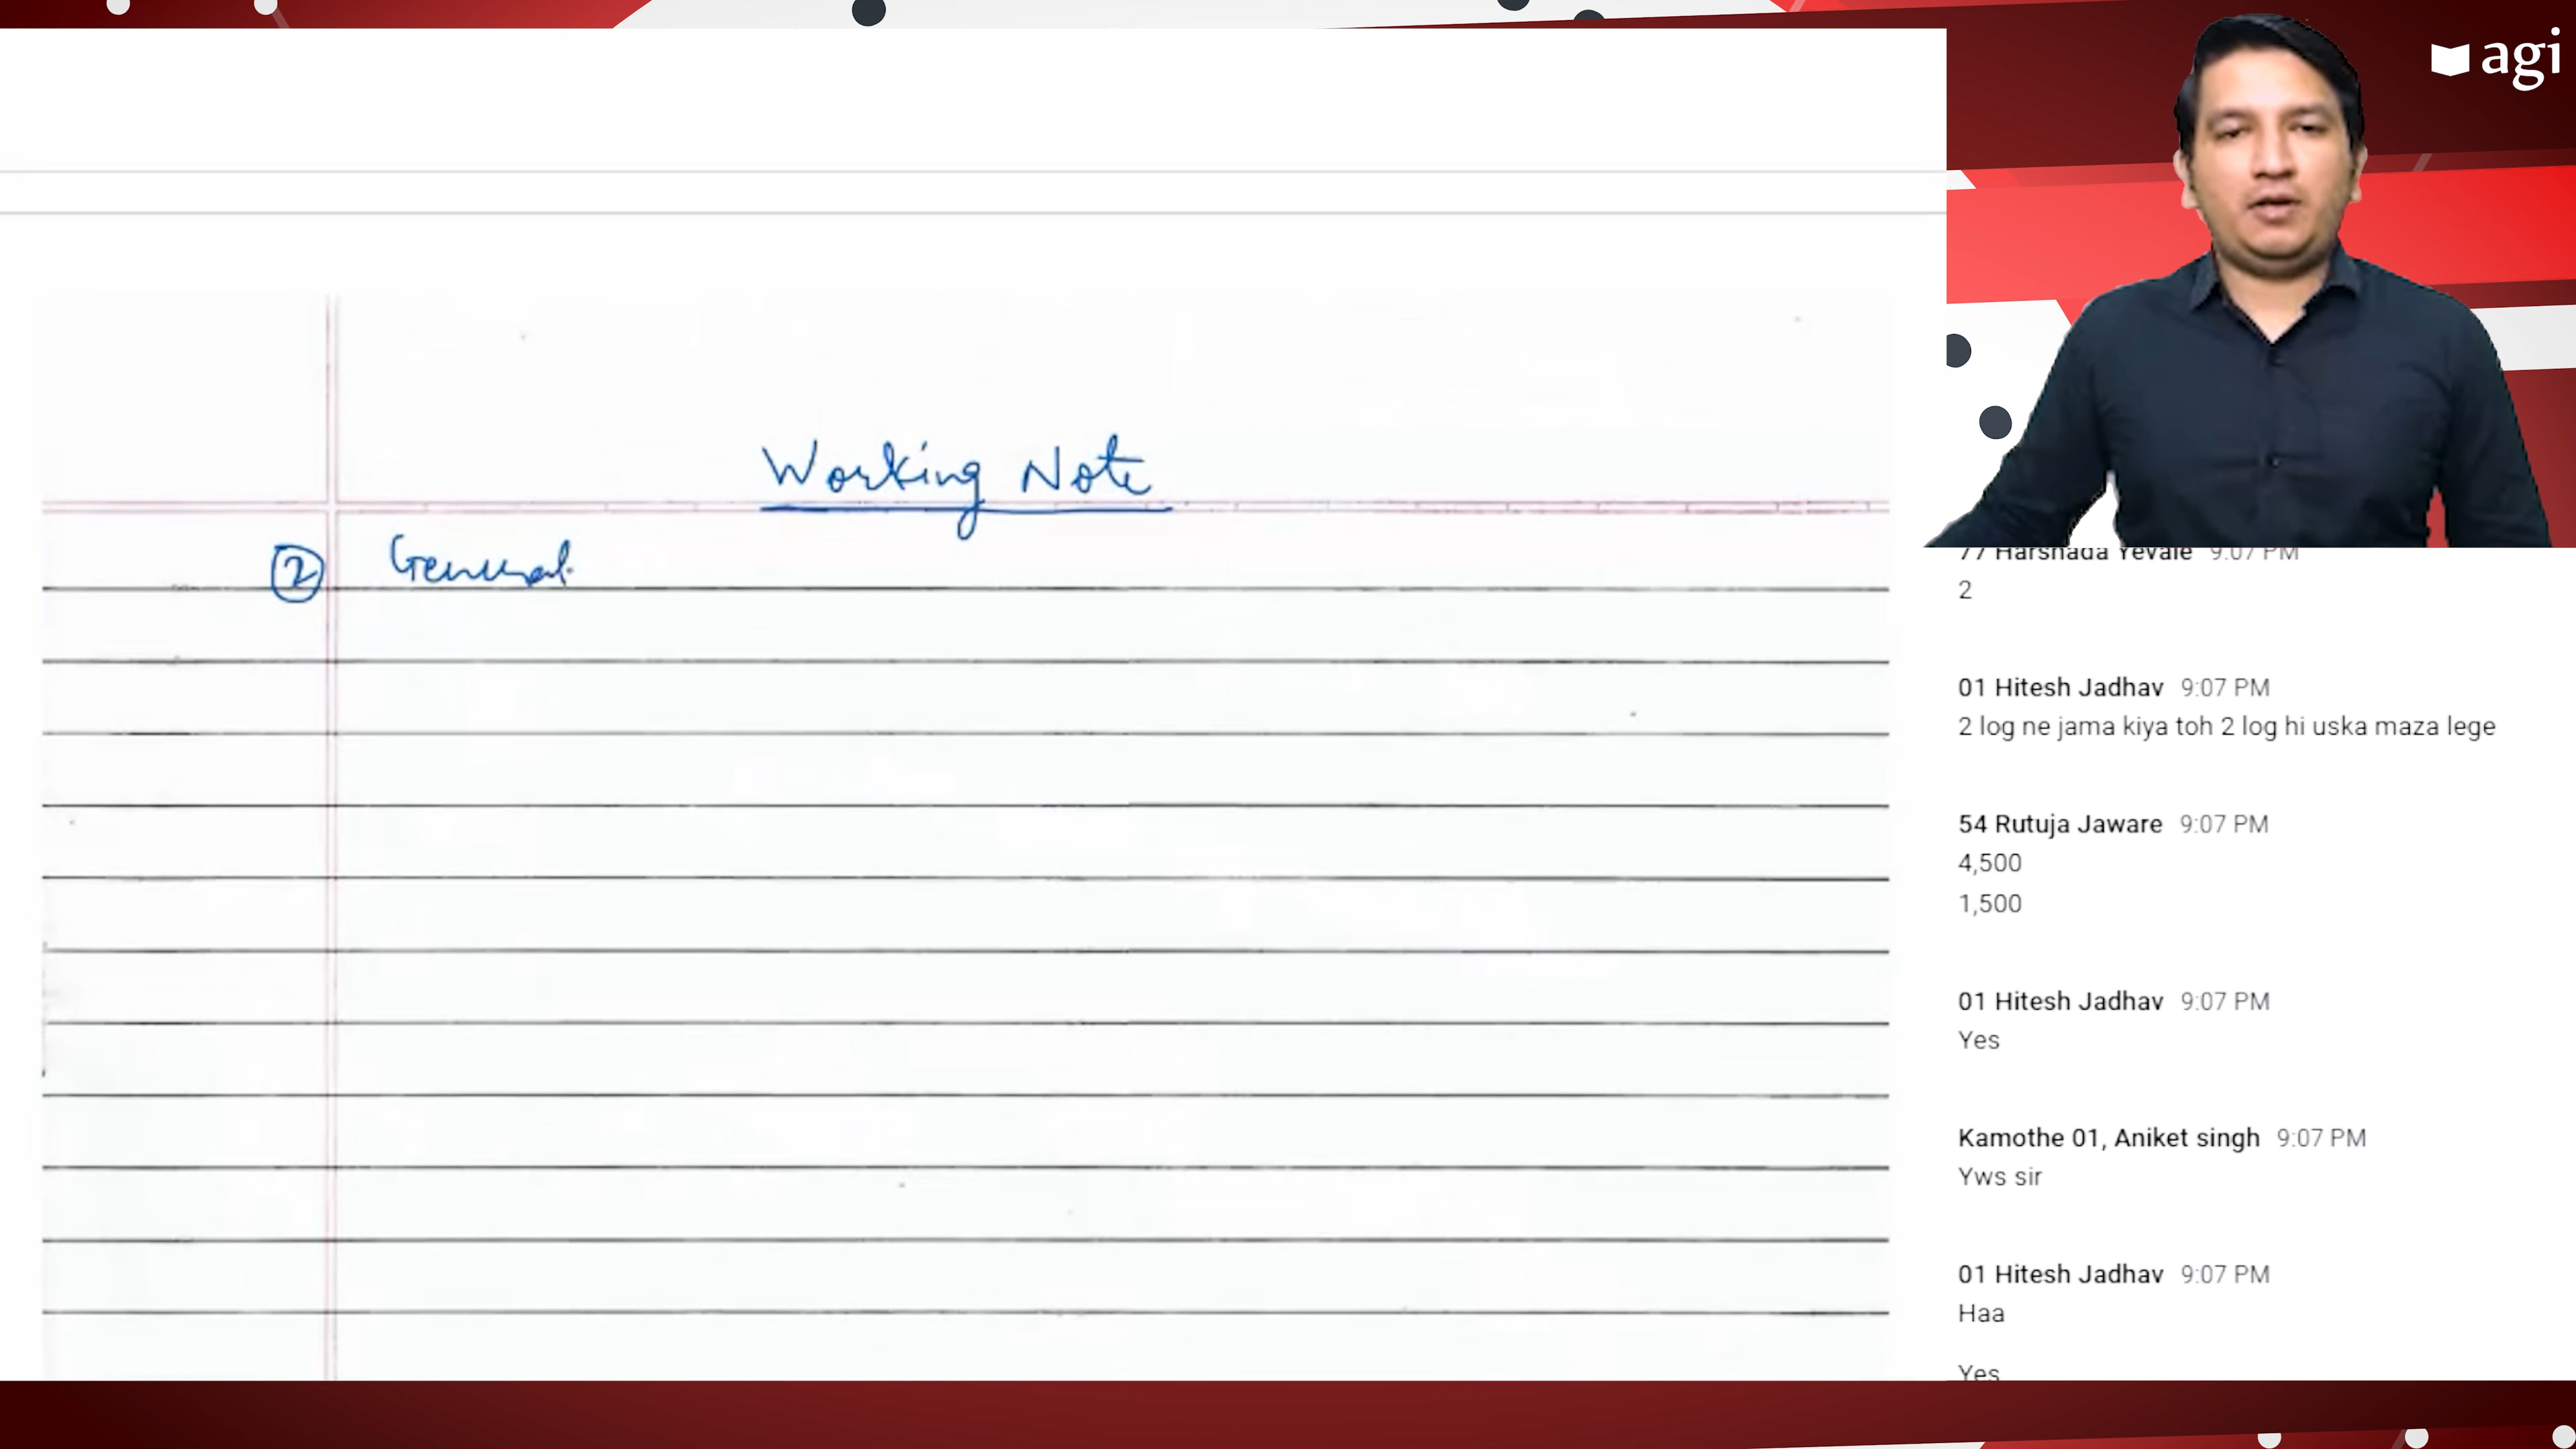 agi
Working Note
② General
77 Harshada Yevale 9:07 PM
2
01 Hitesh Jadhav 9:07 PM
2 log ne jama kiya toh 2 log hi uska maza lege
54 Rutuja Jaware 9:07 PM
4,500
1,500
01 Hitesh Jadhav 9:07 PM
Yes
Kamothe 01, Aniket singh 9:07 PM
Yws sir
01 Hitesh Jadhav 9:07 PM
Haa
Yes